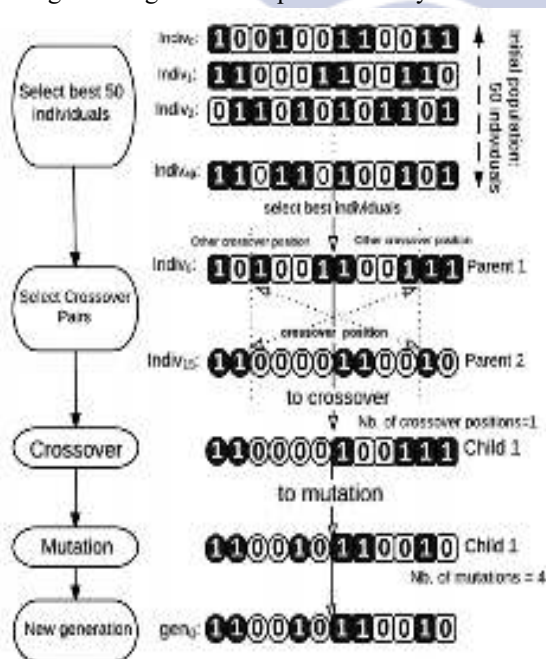 Indiv₀: 100100110011
Indiv₁: 110001100110
Indiv₂: 011010101101
Initial population:
50 individuals
Select best 50
individuals
Indiv₄₉: 110110100101
select best individuals
Other crossover position Other crossover position
101001100111 Parent 1
Select Crossover
Pairs
crossover position
Indiv₁₅: 110000110010 Parent 2
to crossover
Nb. of crossover positions=1
Crossover
110000100111 Child 1
to mutation
Mutation
110010110010 Child 1
Nb. of mutations = 4
New generation
gen₀: 110010110010